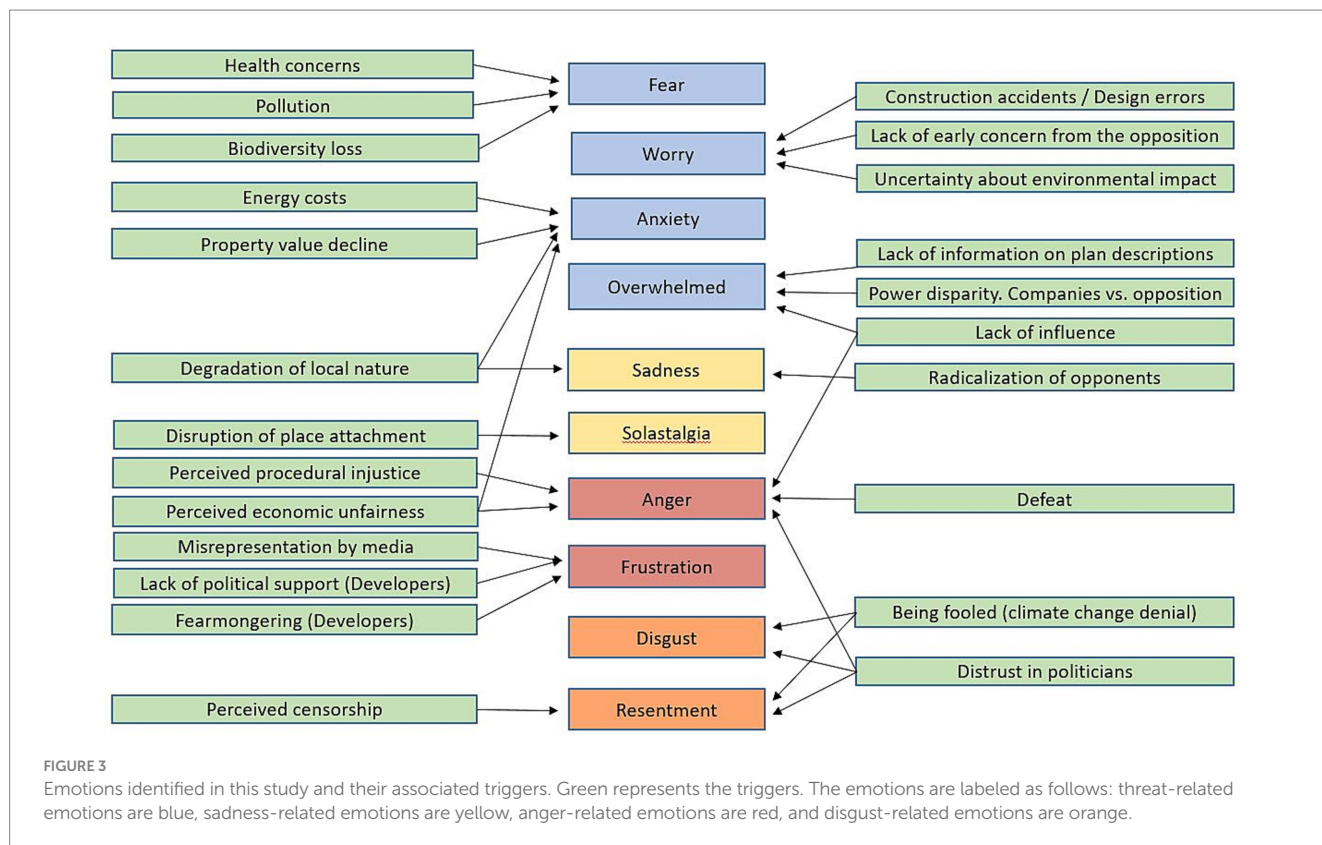 Health concerns
Pollution
Biodiversity loss
Energy costs
Property value decline
Degradation of local nature
Disruption of place attachment
Perceived procedural injustice
Perceived economic unfairness
Misrepresentation by media
Lack of political support (Developers)
Fearmongering (Developers)
Perceived censorship
Fear
Worry
Anxiety
Overwhelmed
Sadness
Solastalgia
Anger
Frustration
Disgust
Resentment
Construction accidents / Design errors
Lack of early concern from the opposition
Uncertainty about environmental impact
Lack of information on plan descriptions
Power disparity. Companies vs. opposition
Lack of influence
Radicalization of opponents
Defeat
Being fooled (climate change denial)
Distrust in politicians
FIGURE 3
Emotions identified in this study and their associated triggers. Green represents the triggers. The emotions are labeled as follows: threat-related
emotions are blue, sadness-related emotions are yellow, anger-related emotions are red, and disgust-related emotions are orange.